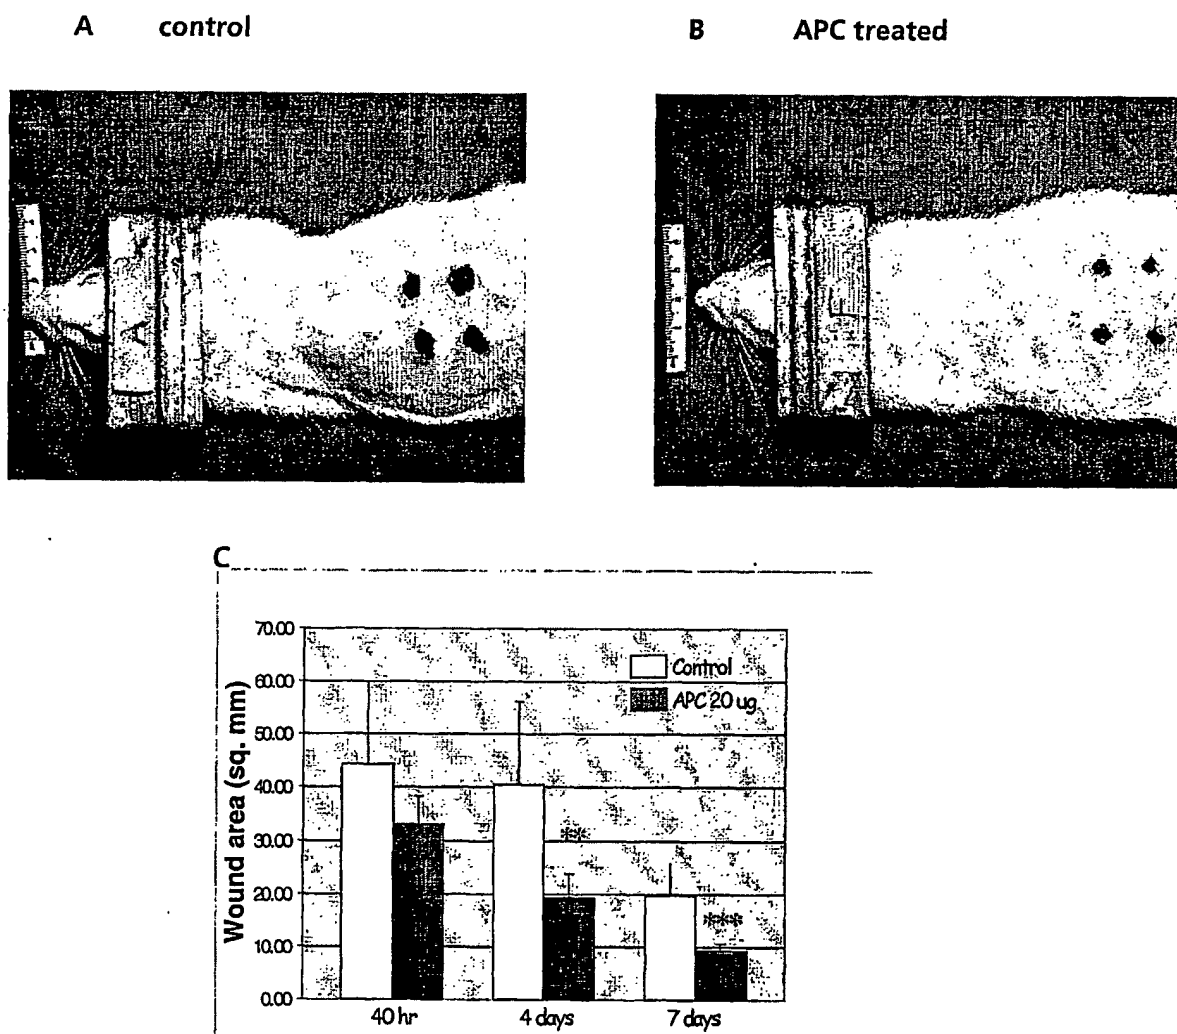 A control
B APC treated
A
C
Wound area (sq. mm)
70.00
60.00
50.00
40.00
30.00
20.00
10.00
0.00
Control
APC 20 ug
**
***
40 hr
4 days
7 days